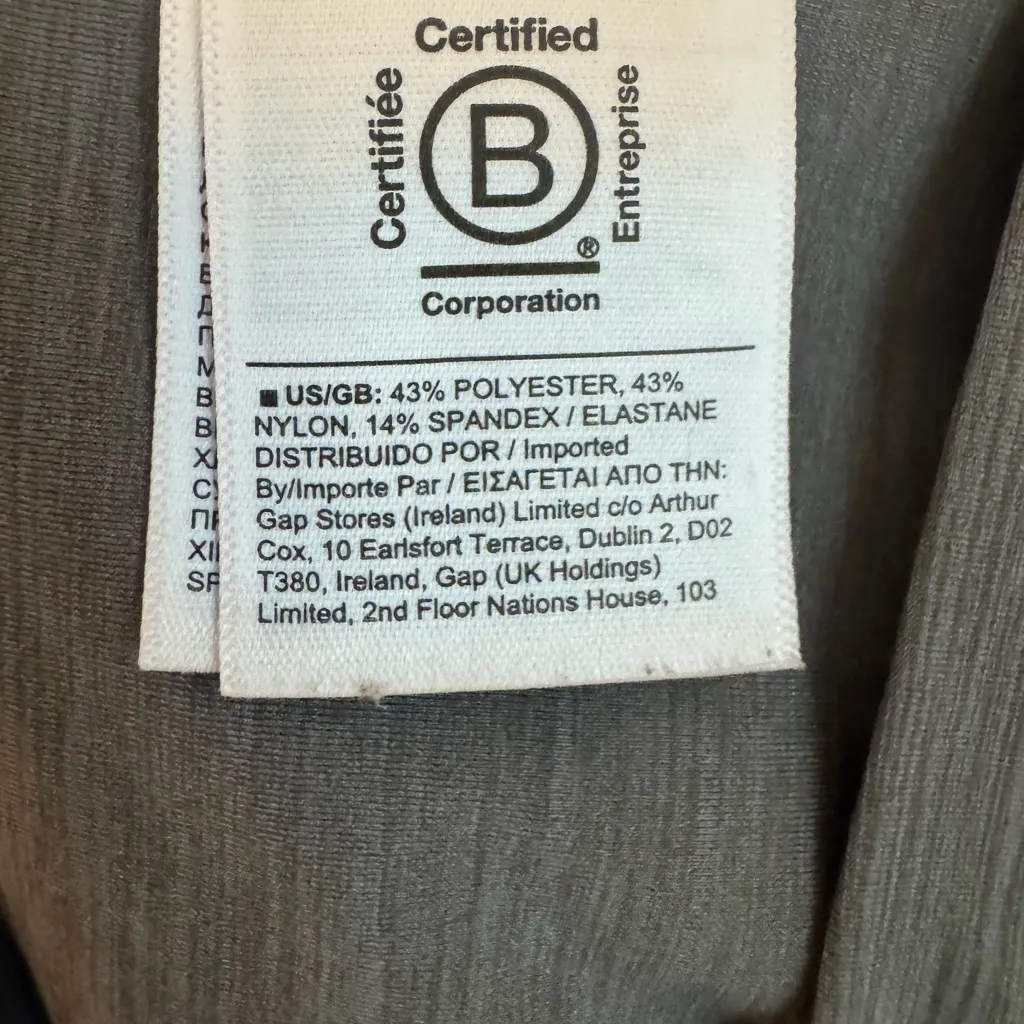 Certified
Certifiée
B
Entreprise
®
Corporation
■ US/GB: 43% POLYESTER, 43%
NYLON, 14% SPANDEX / ELASTANE
DISTRIBUIDO POR / Imported
By/Importe Par / ΕΙΣΑΓΕΤΑΙ ΑΠΟ ΤΗΝ:
Gap Stores (Ireland) Limited c/o Arthur
Cox, 10 Earlsfort Terrace, Dublin 2, D02
T380, Ireland, Gap (UK Holdings)
Limited, 2nd Floor Nations House, 103